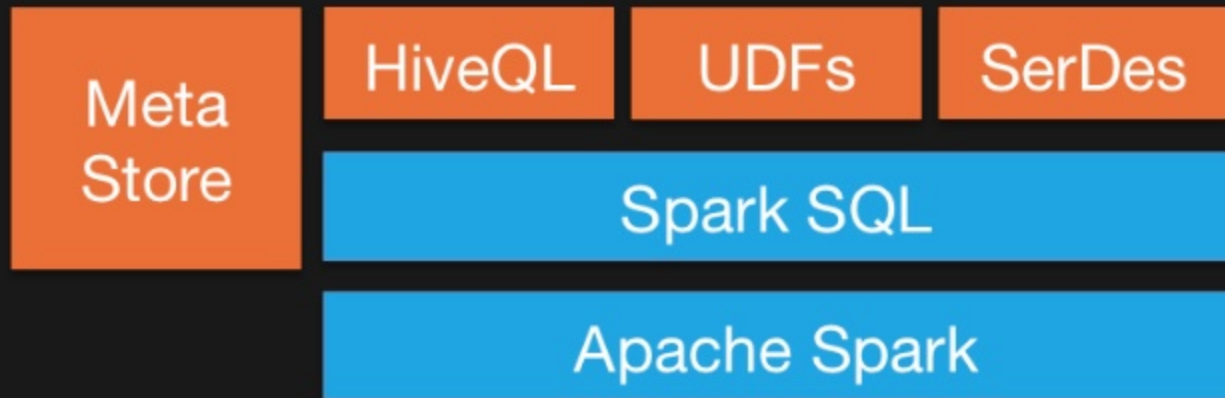 Meta
Store
HiveQL
UDFs
SerDes
Spark SQL
Apache Spark